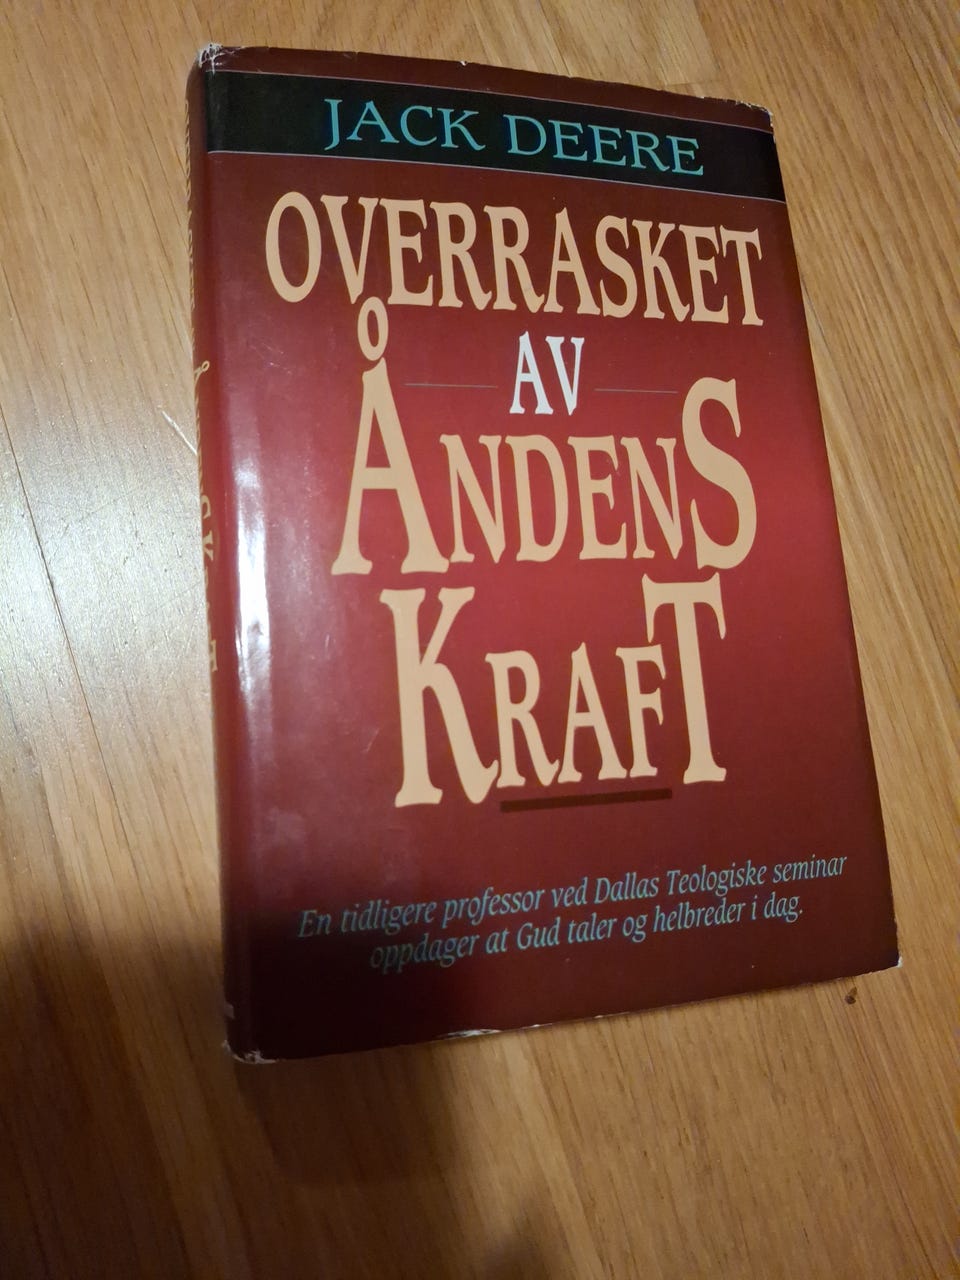 JACK DEERE
OVERRASKET
AV
ÅNDENS
KRAFT
En tidligere professor ved Dallas Teologiske seminar
oppdager at Gud taler og helbreder i dag.